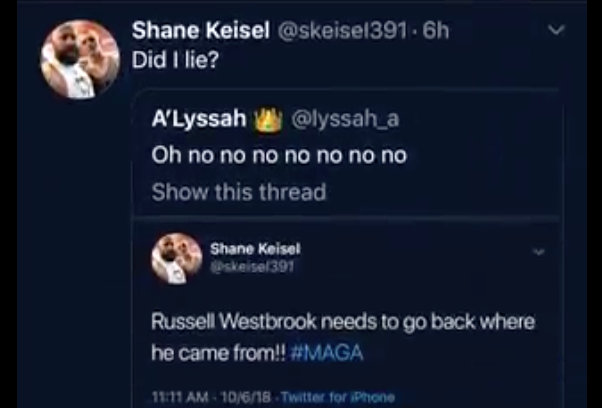 Shane Keisel @skeisel391 · 6h
Did I lie?
A'Lyssah 👑 @lyssah_a
Oh no no no no no no no
Show this thread
Shane Keisel
@skeisel391
Russell Westbrook needs to go back where
he came from!! #MAGA
11:11 AM · 10/6/18 · Twitter for iPhone